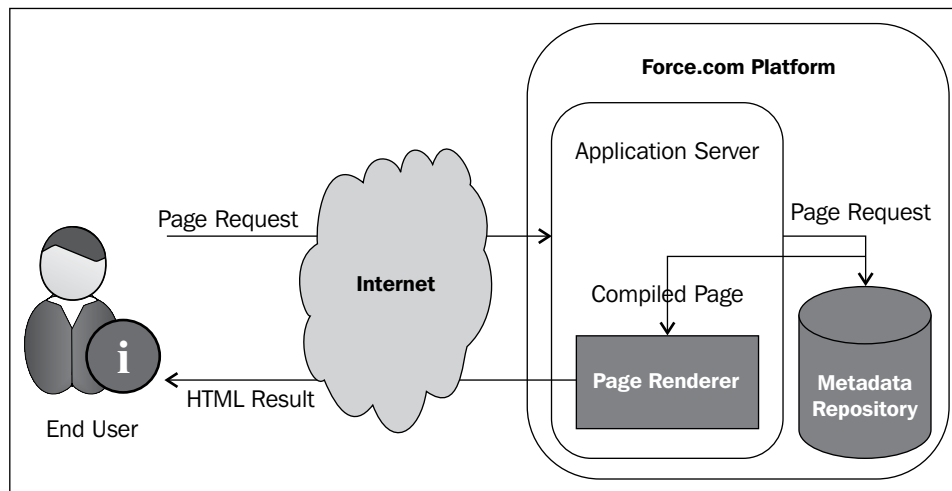 Force.com Platform
Application Server
Page Request
Page Request
Internet
Compiled Page
Page Renderer
Metadata
Repository
i
HTML Result
End User